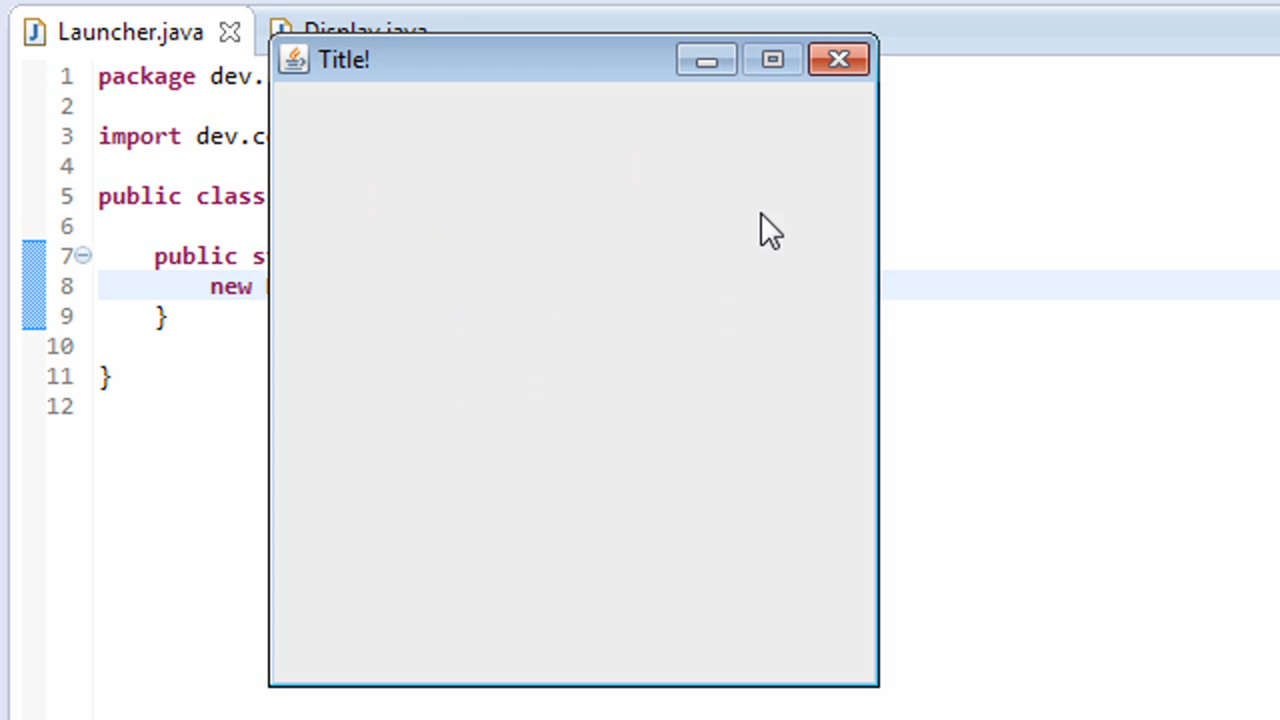 Launcher.java
Display.java
Title!
1 package dev.
2
3 import dev.c
4
5 public class
6
7 public s
8 new
9 }
10
11 }
12